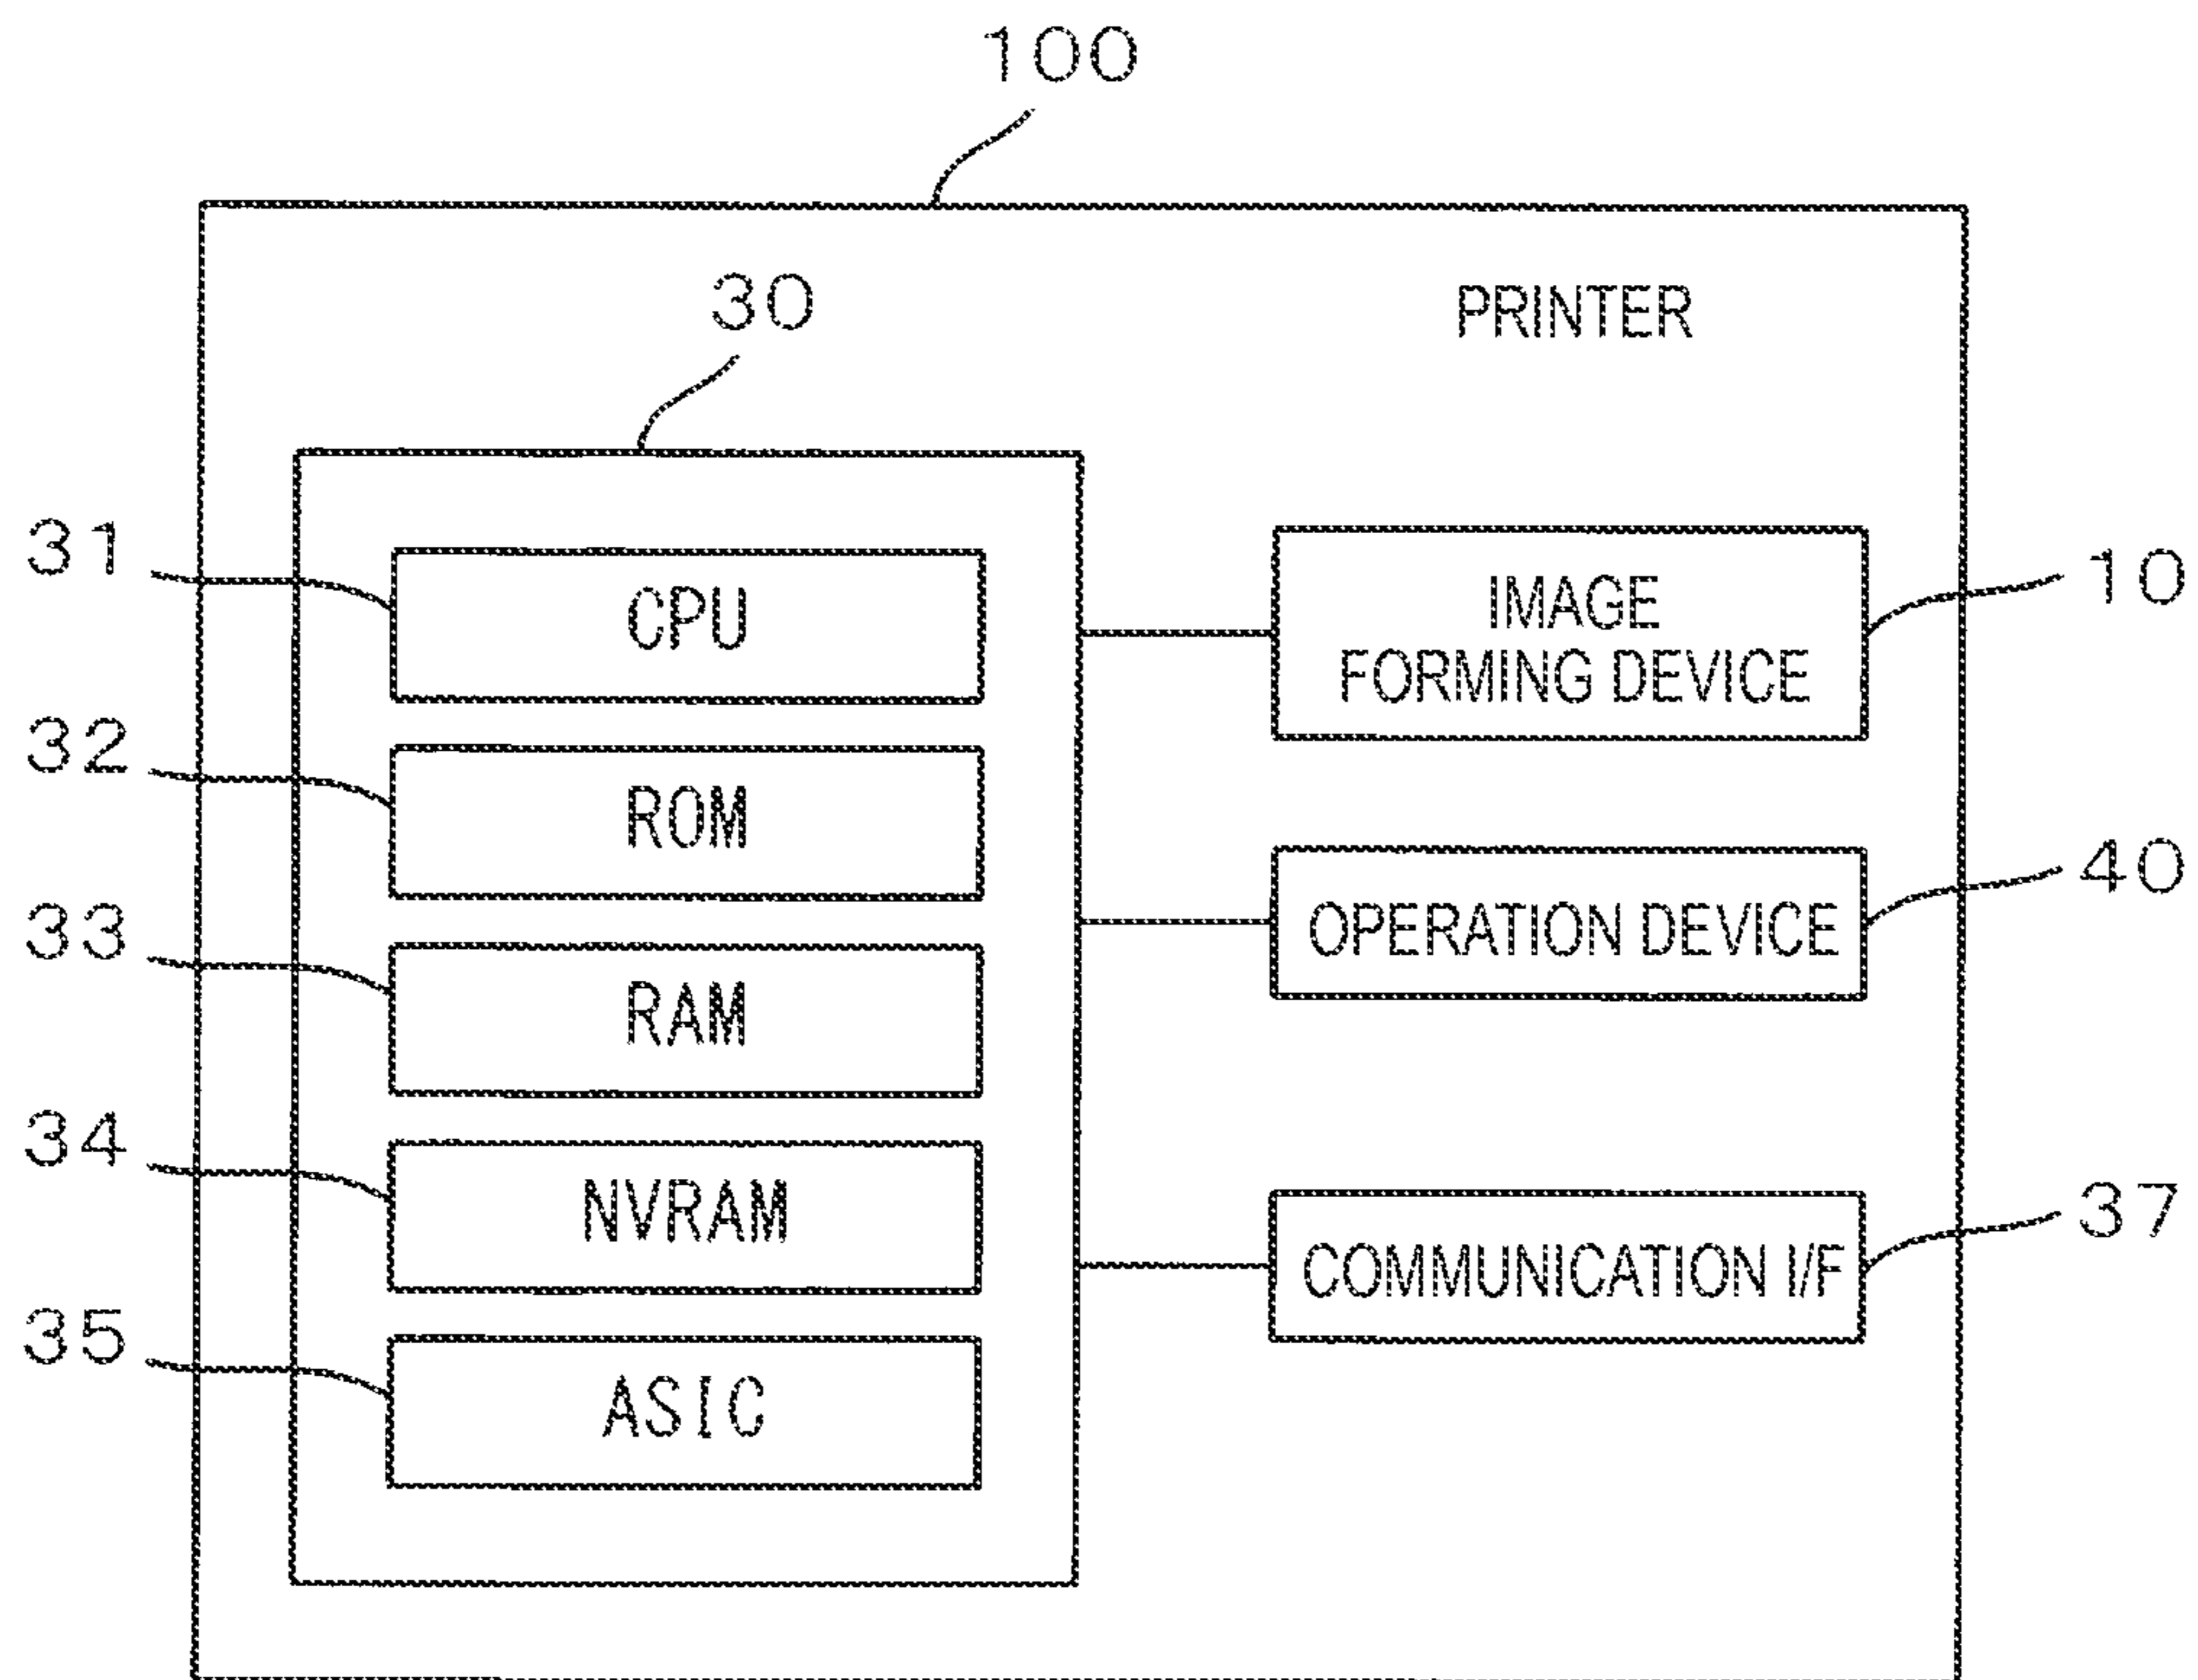 100
30
PRINTER
31
CPU
IMAGE
FORMING DEVICE
10
32
ROM
40
33
OPERATION DEVICE
RAM
34
NVRAM
37
COMMUNICATION I/F
35
ASIC